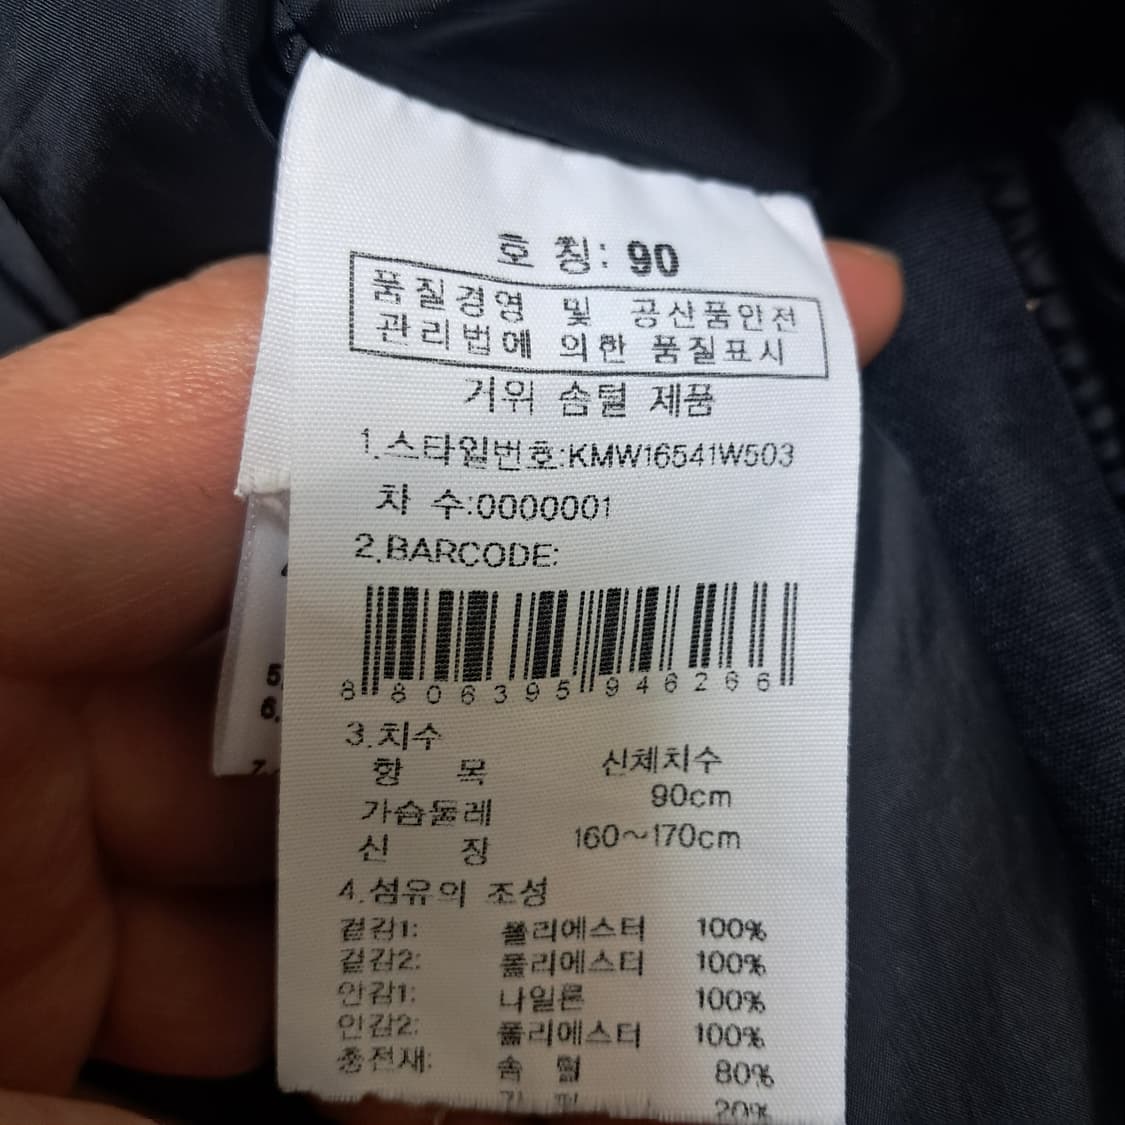 호 칭: 90
품질경영 및 공산품안전
관리법에 의한 품질표시
거위 솜털 제품
1.스타일번호:KMW16541W503
차 수:0000001
2.BARCODE:
8 806395 946266
3.치수
항 목 신체치수
가슴둘레 90cm
신 장 160~170cm
4.섬유의 조성
겉감1: 폴리에스터 100%
겉감2: 폴리에스터 100%
안감1: 나일론 100%
안감2: 폴리에스터 100%
충전재: 솜 털 80%
20%
5.
6.
7.